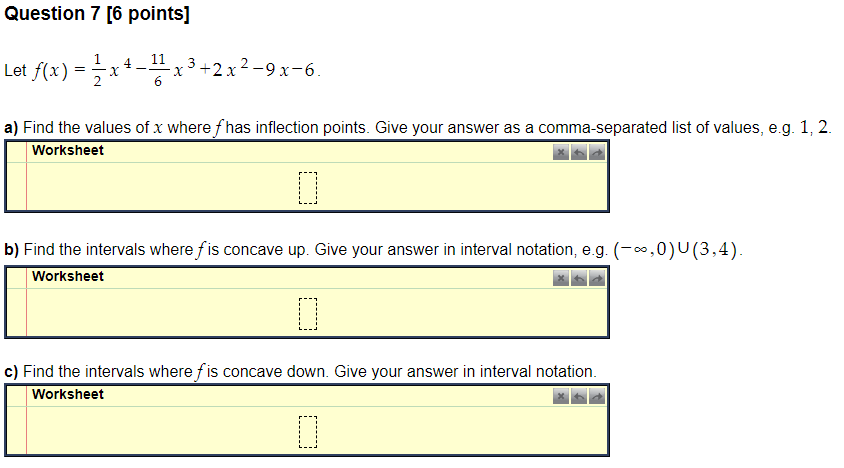 Question 7 [6 points]
Let f(x) = 1/2 x^4 − 11/6 x^3 + 2 x^2 − 9 x − 6.
a) Find the values of x where f has inflection points. Give your answer as a comma-separated list of values, e.g. 1, 2.
Worksheet
b) Find the intervals where f is concave up. Give your answer in interval notation, e.g. (−∞,0)∪(3,4).
Worksheet
c) Find the intervals where f is concave down. Give your answer in interval notation.
Worksheet